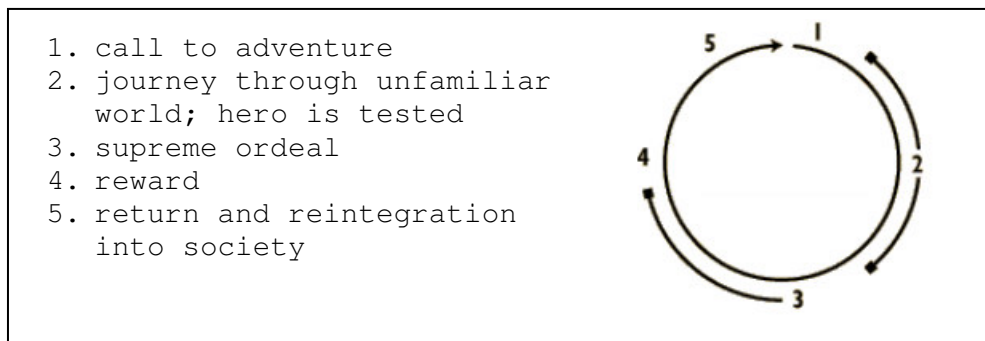 1. call to adventure
2. journey through unfamiliar
world; hero is tested
3. supreme ordeal
4. reward
5. return and reintegration
into society
5
1
4
2
3